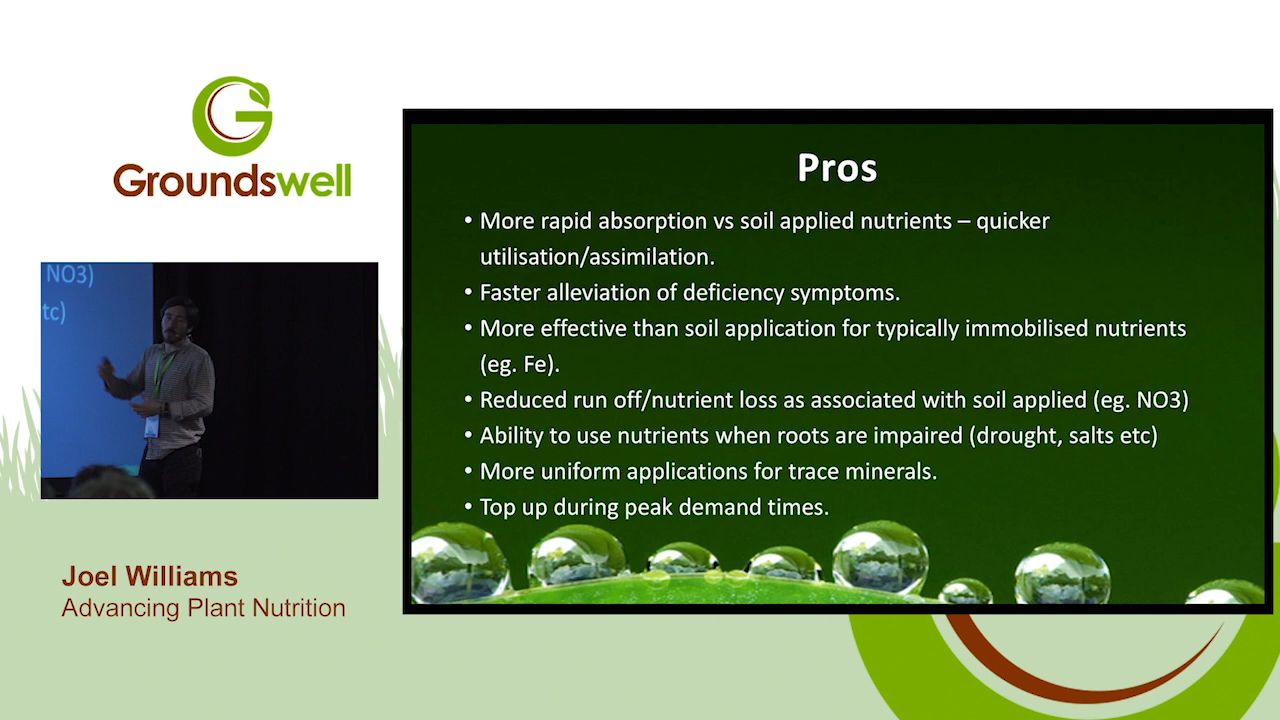 Groundswell
NO3)
tc)
Joel Williams
Advancing Plant Nutrition
Pros
• More rapid absorption vs soil applied nutrients – quicker
utilisation/assimilation.
• Faster alleviation of deficiency symptoms.
• More effective than soil application for typically immobilised nutrients
(eg. Fe).
• Reduced run off/nutrient loss as associated with soil applied (eg. NO3)
• Ability to use nutrients when roots are impaired (drought, salts etc)
• More uniform applications for trace minerals.
• Top up during peak demand times.